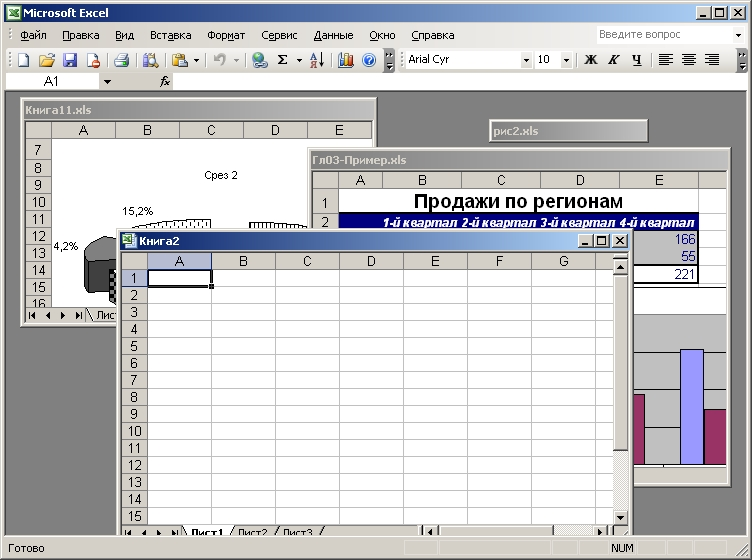 Microsoft Excel
Файл Правка Вид Вставка Формат Сервис Данные Окно Справка Введите вопрос
Arial Cyr 10 Ж К Ч
A1 fx
Книга11.xls
A B C D E
7
8
9
10
11
12
13
14
15
16
Срез 2
15,2%
4,2%
Лис
рис2.xls
Гл03-Пример.xls
A B C D E
1 Продажи по регионам
2 1-й квартал 2-й квартал 3-й квартал 4-й квартал
166
55
221
Книга2
A B C D E F G
1
2
3
4
5
6
7
8
9
10
11
12
13
14
15
Лист1 Лист2 Лист3
Готово NUM